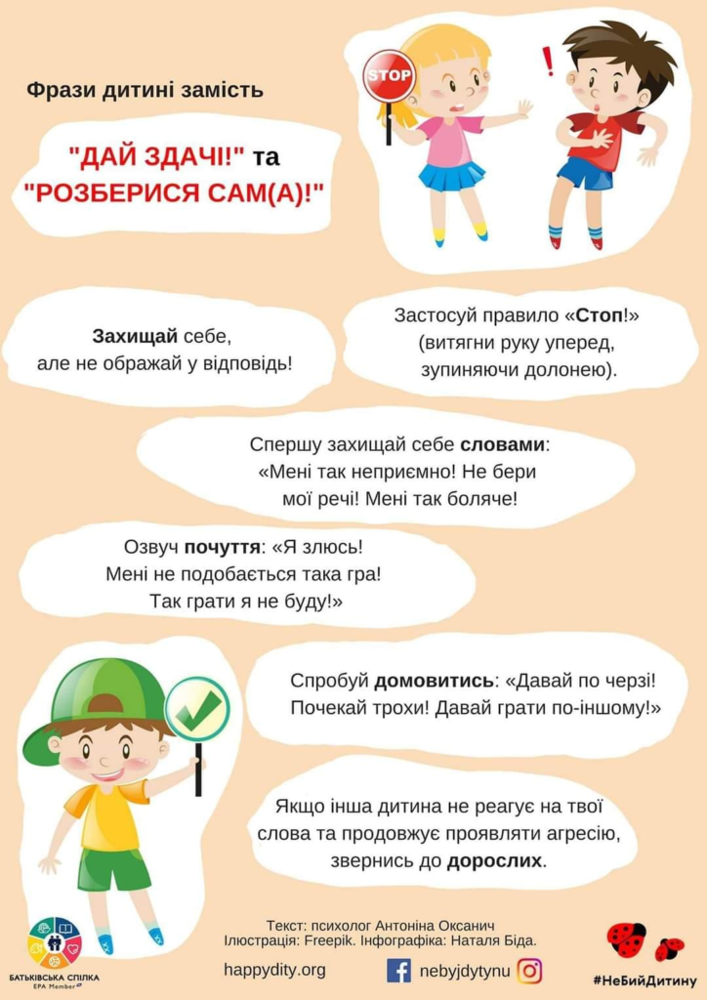 Фрази дитині замість
"ДАЙ ЗДАЧІ!" та
"РОЗБЕРИСЯ САМ(А)!"
STOP
!
Захищай себе,
але не ображай у відповідь!
Застосуй правило «Стоп!»
(витягни руку уперед,
зупиняючи долонею).
Спершу захищай себе словами:
«Мені так неприємно! Не бери
мої речі! Мені так боляче!
Озвуч почуття: «Я злюсь!
Мені не подобається така гра!
Так грати я не буду!»
Спробуй домовитись: «Давай по черзі!
Почекай трохи! Давай грати по-іншому!»
Якщо інша дитина не реагує на твої
слова та продовжує проявляти агресію,
звернись до дорослих.
Текст: психолог Антоніна Оксанич
Ілюстрація: Freepik. Інфографіка: Наталя Біда.
БАТЬКІВСЬКА СПІЛКА
EPA Member
happydity.org
nebyjdytynu
#НеБийДитину